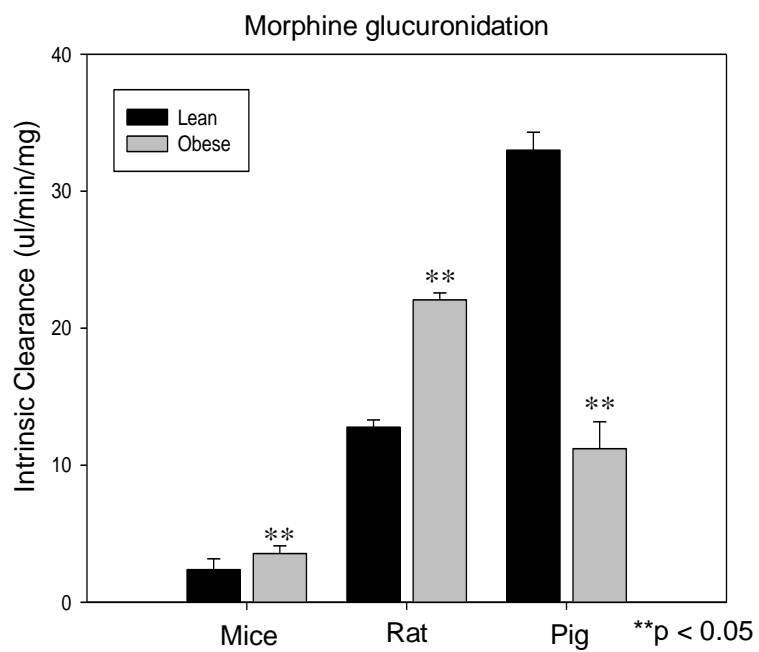 Morphine glucuronidation
40
30
20
10
0
Intrinsic Clearance (ul/min/mg)
Lean
Obese
**
**
**
Mice
Rat
Pig
**p < 0.05